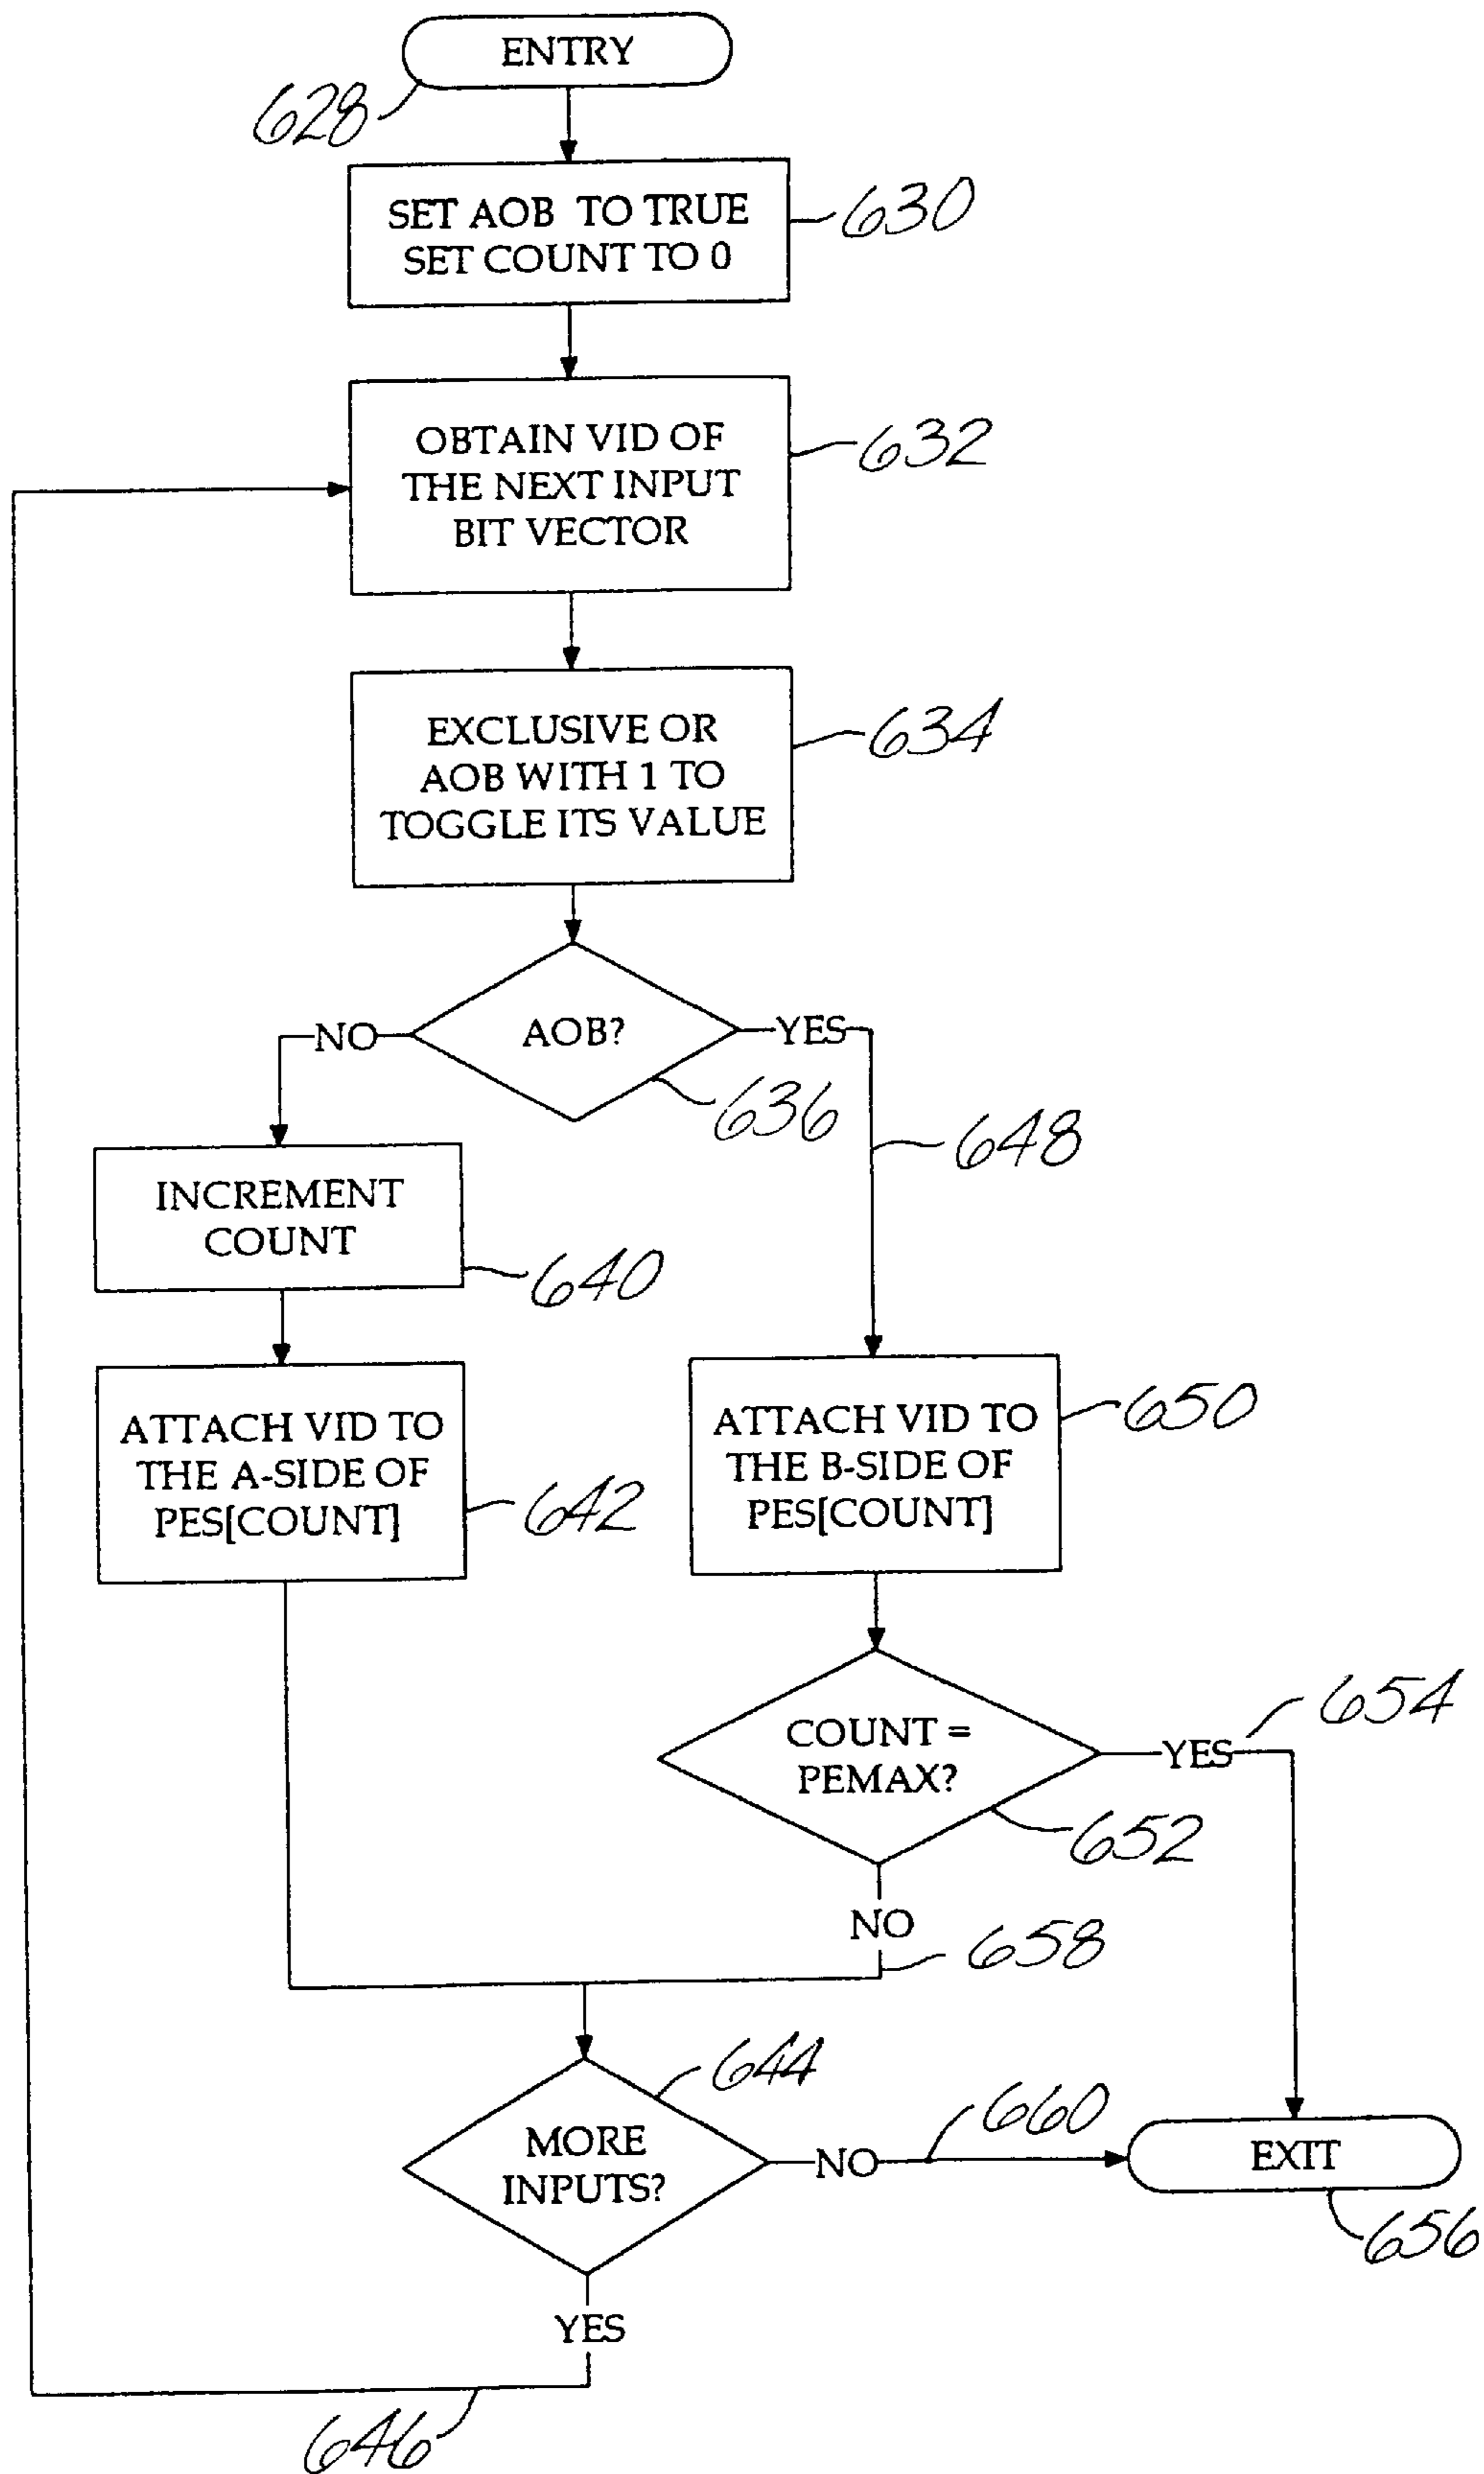 ENTRY
628
SET AOB TO TRUE
SET COUNT TO 0
630
OBTAIN VID OF
THE NEXT INPUT
BIT VECTOR
632
EXCLUSIVE OR
AOB WITH 1 TO
TOGGLE ITS VALUE
634
AOB?
NO
YES
636
648
INCREMENT
COUNT
640
ATTACH VID TO
THE A-SIDE OF
PES[COUNT]
642
ATTACH VID TO
THE B-SIDE OF
PES[COUNT]
650
COUNT =
PEMAX?
YES
654
652
NO
658
MORE
INPUTS?
644
NO
660
EXIT
656
YES
646